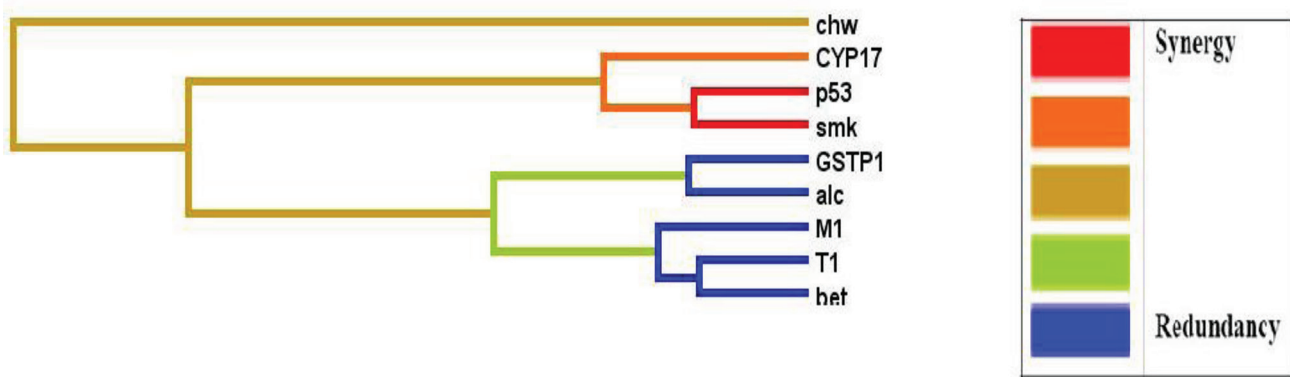 chw
CYP17
p53
smk
GSTP1
alc
M1
T1
bet
Synergy
Redundancy